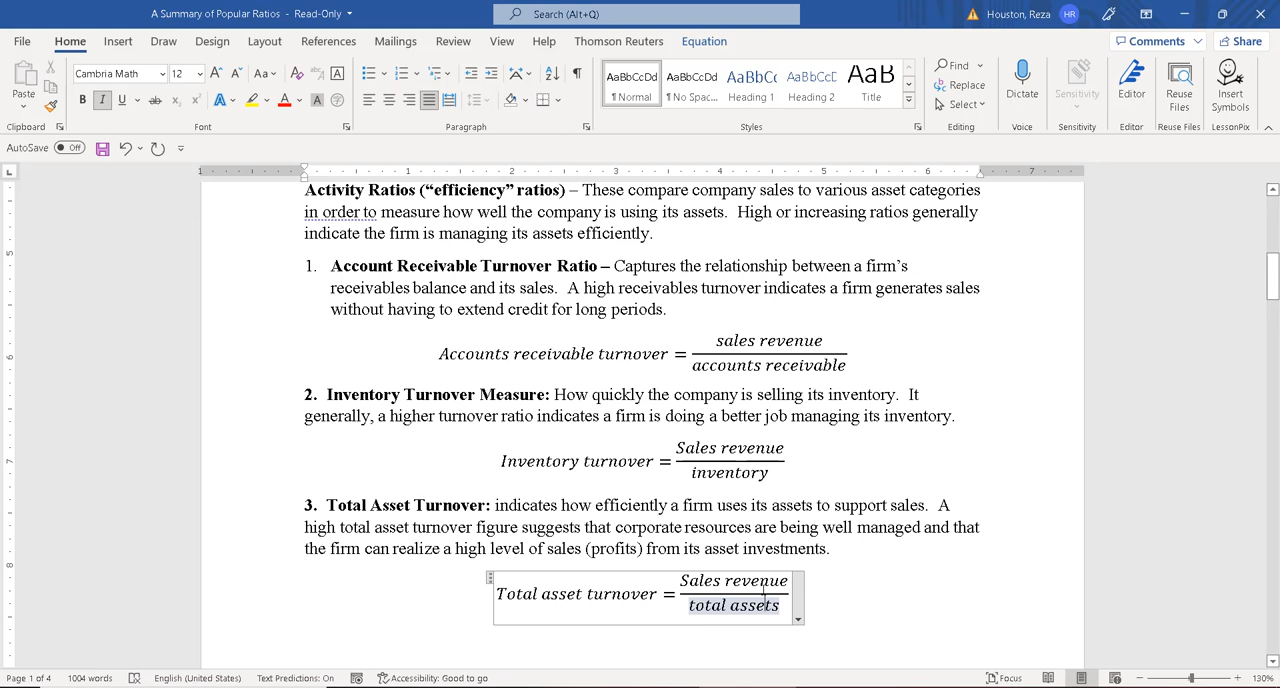 A Summary of Popular Ratios - Read-Only
Search (Alt+Q)
Houston, Reza
HR
File Home Insert Draw Design Layout References Mailings Review View Help Thomson Reuters Equation
Comments
Share
Paste
Clipboard
Cambria Math
12
Font
Paragraph
AaBbCcDd
¶ Normal
AaBbCcDd
¶ No Spac...
AaBbCc
Heading 1
AaBbCcD
Heading 2
AaB
Title
Styles
Find
Replace
Select
Editing
Dictate
Voice
Sensitivity
Sensitivity
Editor
Editor
Reuse
Files
Reuse Files
Insert
Symbols
LessonPix
AutoSave Off
1 1 2 3 4 5 6 7
Activity Ratios (“efficiency” ratios) – These compare company sales to various asset categories
in order to measure how well the company is using its assets. High or increasing ratios generally
indicate the firm is managing its assets efficiently.
1. Account Receivable Turnover Ratio – Captures the relationship between a firm’s
receivables balance and its sales. A high receivables turnover indicates a firm generates sales
without having to extend credit for long periods.
Accounts receivable turnover = sales revenue
accounts receivable
2. Inventory Turnover Measure: How quickly the company is selling its inventory. It
generally, a higher turnover ratio indicates a firm is doing a better job managing its inventory.
Inventory turnover = Sales revenue
inventory
3. Total Asset Turnover: indicates how efficiently a firm uses its assets to support sales. A
high total asset turnover figure suggests that corporate resources are being well managed and that
the firm can realize a high level of sales (profits) from its asset investments.
Total asset turnover = Sales revenue
total assets
Page 1 of 4 1004 words English (United States) Text Predictions: On Accessibility: Good to go Focus 130%